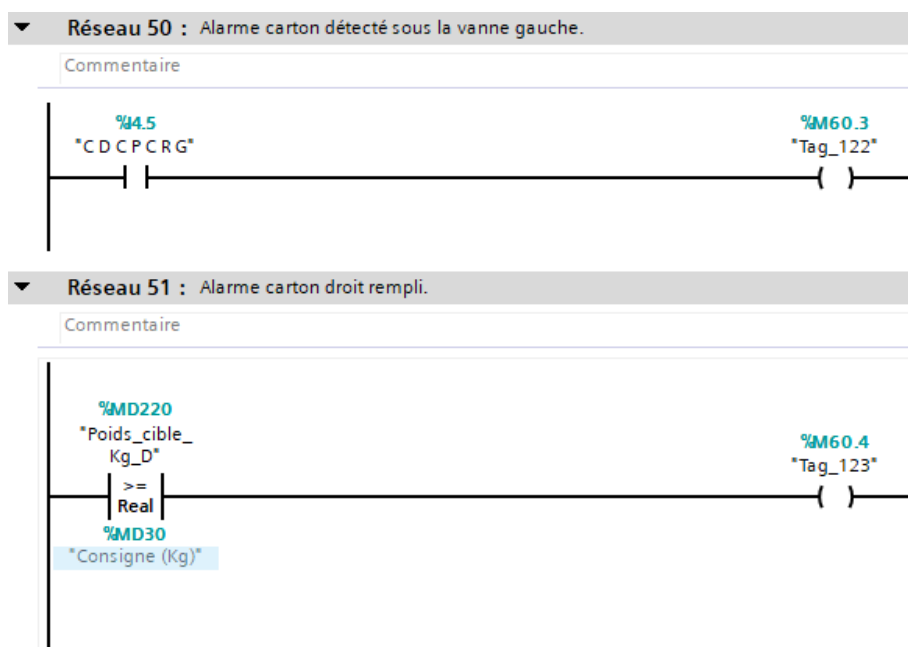 Réseau 50 : Alarme carton détecté sous la vanne gauche.
Commentaire
%I4.5
"C D C P C R G"
%M60.3
"Tag_122"
Réseau 51 : Alarme carton droit rempli.
Commentaire
%MD220
"Poids_cible_
Kg_D"
>=
Real
%MD30
"Consigne (Kg)"
%M60.4
"Tag_123"